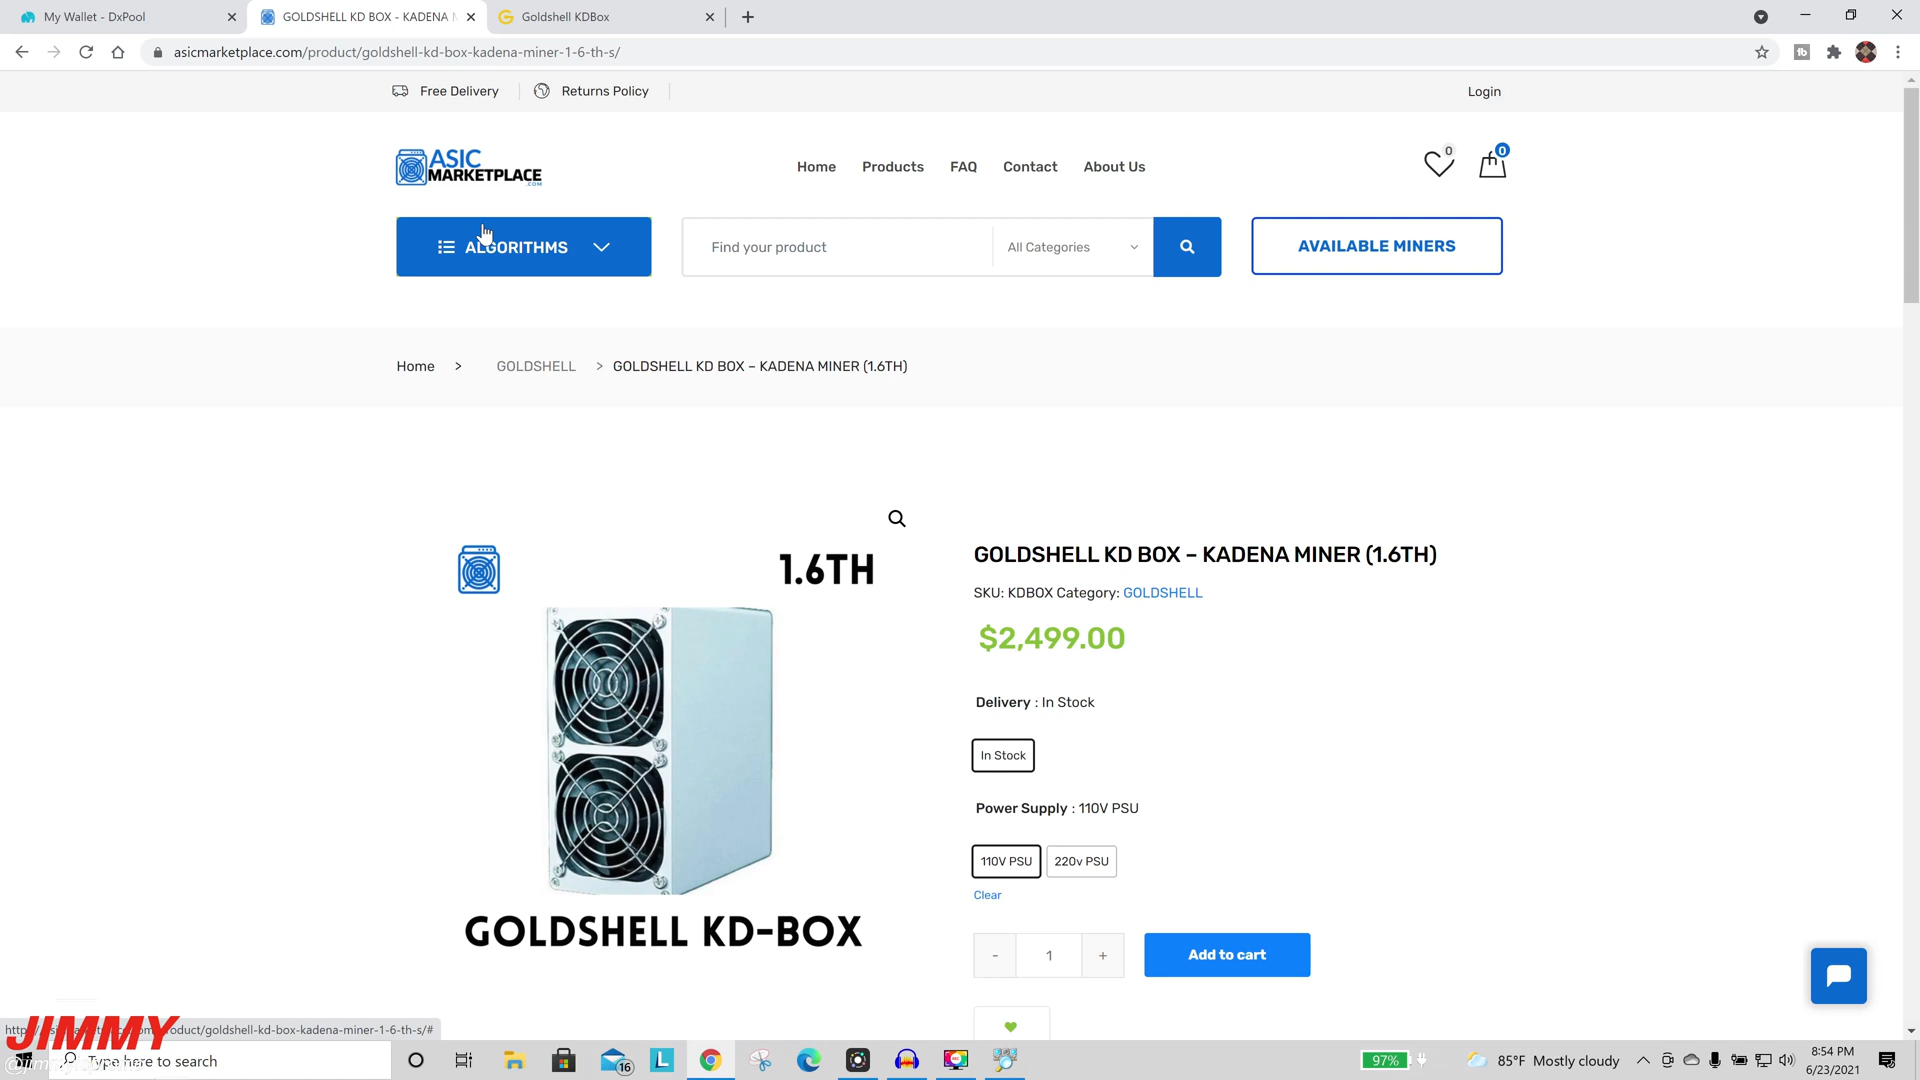 My Wallet - DxPool
GOLDSHELL KD BOX - KADENA M
Goldshell KDBox
asicmarketplace.com/product/goldshell-kd-box-kadena-miner-1-6-th-s/
Free Delivery
Returns Policy
Login
ASIC
MARKETPLACE
.COM
Home
Products
FAQ
Contact
About Us
0
0
ALGORITHMS
Find your product
All Categories
AVAILABLE MINERS
Home > GOLDSHELL > GOLDSHELL KD BOX – KADENA MINER (1.6TH)
1.6TH
GOLDSHELL KD-BOX
GOLDSHELL KD BOX – KADENA MINER (1.6TH)
SKU: KDBOX Category: GOLDSHELL
$2,499.00
Delivery : In Stock
In Stock
Power Supply : 110V PSU
110V PSU
220v PSU
Clear
- 1 +
Add to cart
JIMMY
product/goldshell-kd-box-kadena-miner-1-6-th-s/#
Type here to search
16
L
97%
85°F Mostly cloudy
8:54 PM
6/23/2021